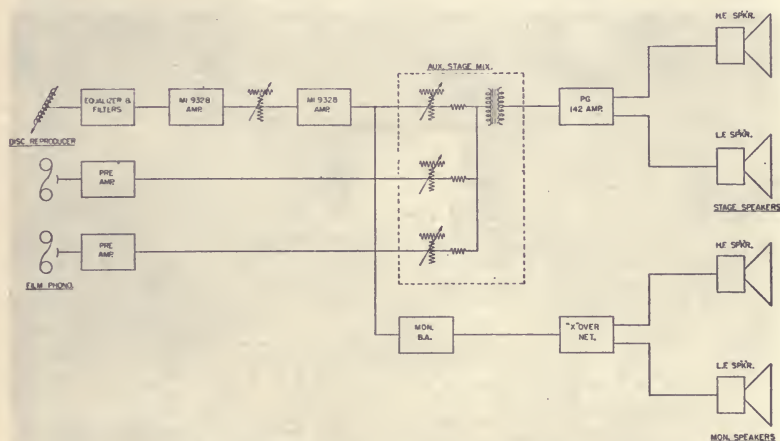 H.E SPKR.
AUX. STAGE MIX.
EQUALIZER &
FILTERS
MI 9328
AMP.
MI 9328
AMP.
PG
142 AMP.
DISC REPRODUCER
L.E SPKR.
PRE
AMP.
STAGE SPEAKERS
PRE
AMP.
H.E SPKR.
FILM PHONO.
MON.
B.A.
"X"OVER
NET.
L.E SPKR.
MON. SPEAKERS